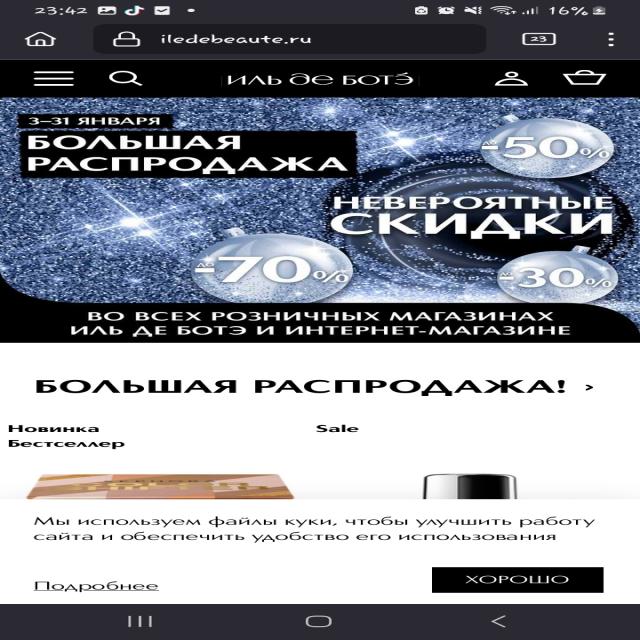 23:42
16%
iledebeaute.ru
23
ИЛЬ ДЕ БОТЭ
3–31 ЯНВАРЯ
БОЛЬШАЯ
РАСПРОДАЖА
-50%
НЕВЕРОЯТНЫЕ
СКИДКИ
-70%
-30%
ВО ВСЕХ РОЗНИЧНЫХ МАГАЗИНАХ
ИЛЬ ДЕ БОТЭ И ИНТЕРНЕТ-МАГАЗИНЕ
БОЛЬШАЯ РАСПРОДАЖА! ›
Новинка
Бестселлер
Sale
Мы используем файлы куки, чтобы улучшить работу
сайта и обеспечить удобство его использования
Подробнее
ХОРОШО